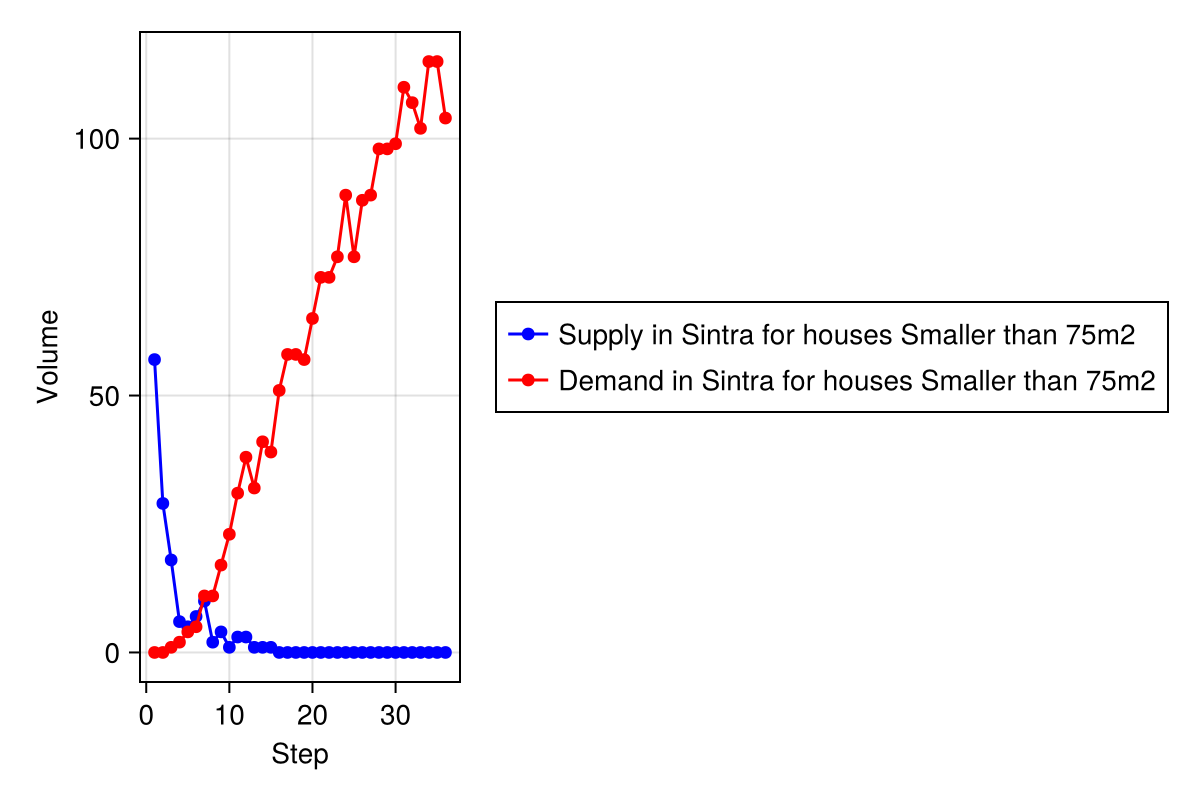 100
50
0
Volume
0 10 20 30
Step
Supply in Sintra for houses Smaller than 75m2
Demand in Sintra for houses Smaller than 75m2